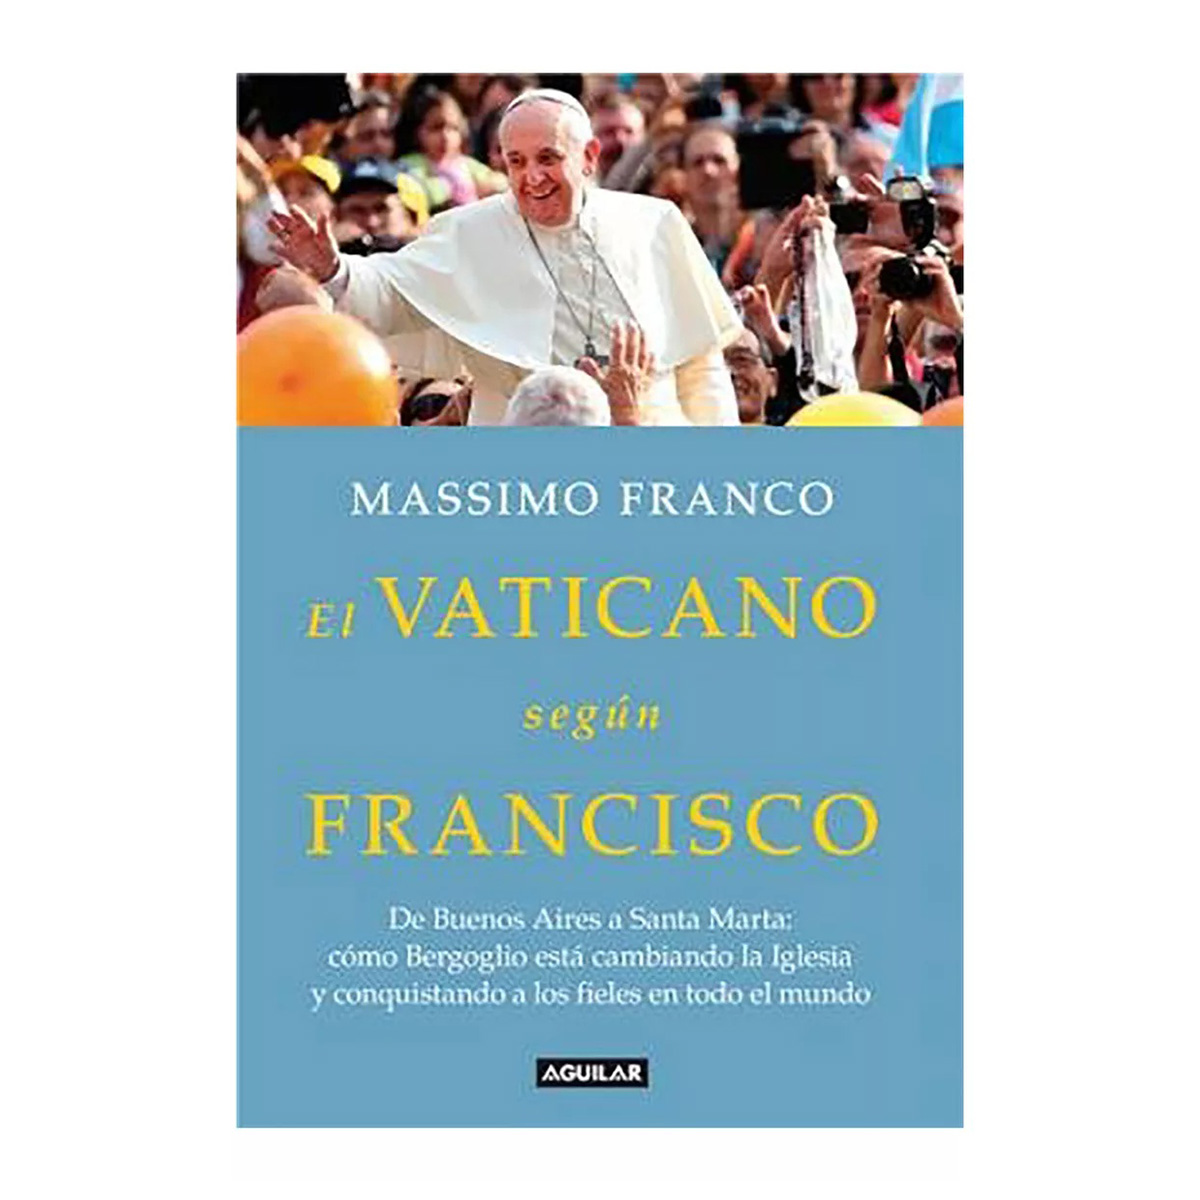 MASSIMO FRANCO
El VATICANO
según
FRANCISCO
De Buenos Aires a Santa Marta:
cómo Bergoglio está cambiando la Iglesia
y conquistando a los fieles en todo el mundo
AGUILAR